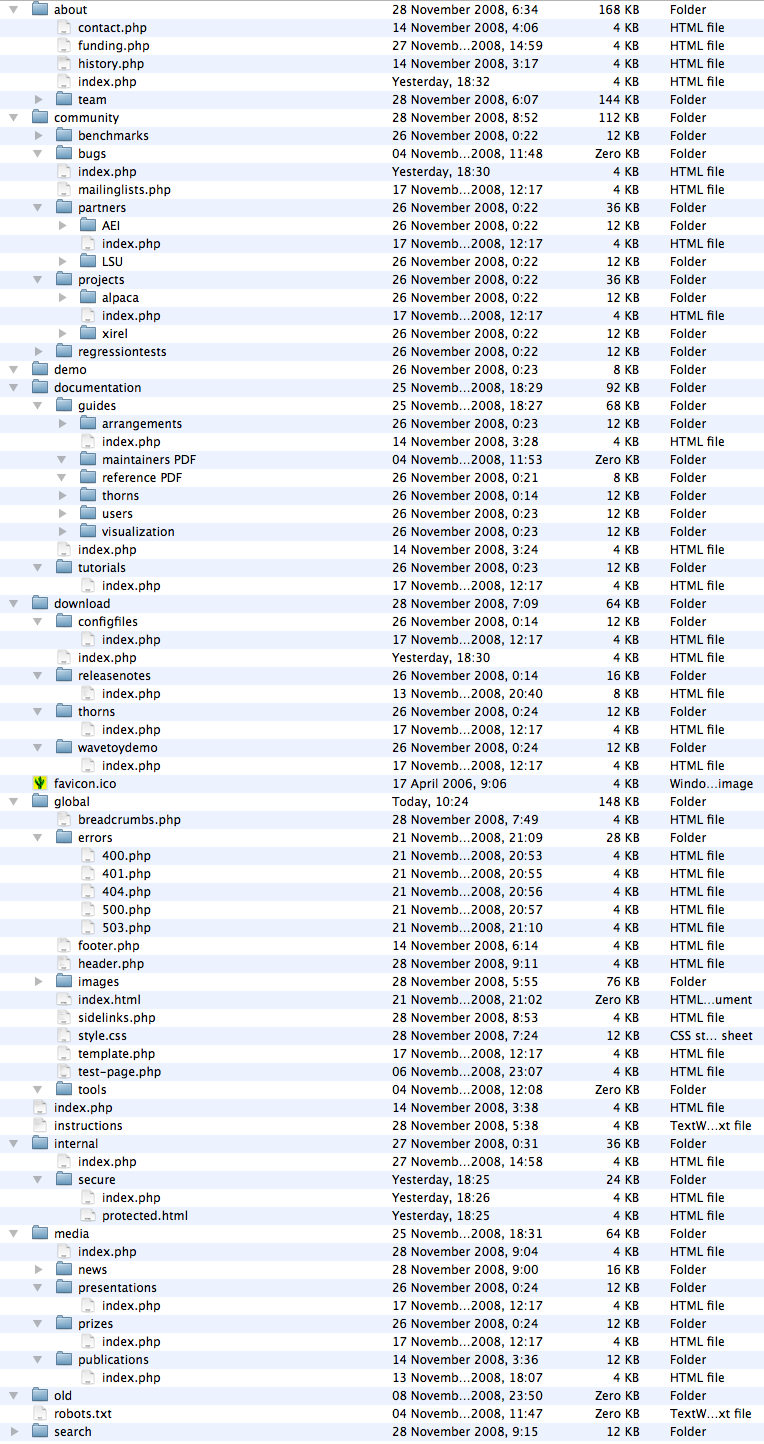 about 28 November 2008, 6:34 168 KB Folder
contact.php 14 November 2008, 4:06 4 KB HTML file
funding.php 27 Novemb...2008, 14:59 4 KB HTML file
history.php 14 November 2008, 3:17 4 KB HTML file
index.php Yesterday, 18:32 4 KB HTML file
team 28 November 2008, 6:07 144 KB Folder
community 28 November 2008, 8:52 112 KB Folder
benchmarks 26 November 2008, 0:22 12 KB Folder
bugs 04 Novemb...2008, 11:48 Zero KB Folder
index.php Yesterday, 18:30 4 KB HTML file
mailinglists.php 17 Novemb...2008, 12:17 4 KB HTML file
partners 26 November 2008, 0:22 36 KB Folder
AEI 26 November 2008, 0:22 12 KB Folder
index.php 17 Novemb...2008, 12:17 4 KB HTML file
LSU 26 November 2008, 0:22 12 KB Folder
projects 26 November 2008, 0:22 36 KB Folder
alpaca 26 November 2008, 0:22 12 KB Folder
index.php 17 Novemb...2008, 12:17 4 KB HTML file
xirel 26 November 2008, 0:22 12 KB Folder
regressiontests 26 November 2008, 0:22 12 KB Folder
demo 26 November 2008, 0:23 8 KB Folder
documentation 25 Novemb...2008, 18:29 92 KB Folder
guides 25 Novemb...2008, 18:27 68 KB Folder
arrangements 26 November 2008, 0:23 12 KB Folder
index.php 14 November 2008, 3:28 4 KB HTML file
maintainers PDF 04 Novemb...2008, 11:53 Zero KB Folder
reference PDF 26 November 2008, 0:21 8 KB Folder
thorns 26 November 2008, 0:14 12 KB Folder
users 26 November 2008, 0:23 12 KB Folder
visualization 26 November 2008, 0:23 12 KB Folder
index.php 14 November 2008, 3:24 4 KB HTML file
tutorials 26 November 2008, 0:23 12 KB Folder
index.php 17 Novemb...2008, 12:17 4 KB HTML file
download 28 November 2008, 7:09 64 KB Folder
configfiles 26 November 2008, 0:14 12 KB Folder
index.php 17 Novemb...2008, 12:17 4 KB HTML file
index.php Yesterday, 18:30 4 KB HTML file
releasenotes 26 November 2008, 0:14 16 KB Folder
index.php 13 Novemb...2008, 20:40 8 KB HTML file
thorns 26 November 2008, 0:24 12 KB Folder
index.php 17 Novemb...2008, 12:17 4 KB HTML file
wavetoydemo 26 November 2008, 0:24 12 KB Folder
index.php 17 Novemb...2008, 12:17 4 KB HTML file
favicon.ico 17 April 2006, 9:06 4 KB Windo...image
global Today, 10:24 148 KB Folder
breadcrumbs.php 28 November 2008, 7:49 4 KB HTML file
errors 21 Novemb...2008, 21:09 28 KB Folder
400.php 21 Novemb...2008, 20:53 4 KB HTML file
401.php 21 Novemb...2008, 20:55 4 KB HTML file
404.php 21 Novemb...2008, 20:56 4 KB HTML file
500.php 21 Novemb...2008, 20:57 4 KB HTML file
503.php 21 Novemb...2008, 21:10 4 KB HTML file
footer.php 14 November 2008, 6:14 4 KB HTML file
header.php 28 November 2008, 9:11 4 KB HTML file
images 28 November 2008, 5:55 76 KB Folder
index.html 21 Novemb...2008, 21:02 Zero KB HTML...ument
sidelinks.php 28 November 2008, 8:53 4 KB HTML file
style.css 28 November 2008, 7:24 12 KB CSS st... sheet
template.php 17 Novemb...2008, 12:17 4 KB HTML file
test-page.php 06 Novemb...2008, 23:07 4 KB HTML file
tools 04 Novemb...2008, 12:08 Zero KB Folder
index.php 14 November 2008, 3:38 4 KB HTML file
instructions 28 November 2008, 5:38 4 KB TextW...xt file
internal 27 November 2008, 0:31 36 KB Folder
index.php 27 Novemb...2008, 14:58 4 KB HTML file
secure Yesterday, 18:25 24 KB Folder
index.php Yesterday, 18:26 4 KB HTML file
protected.html Yesterday, 18:25 4 KB HTML file
media 25 Novemb...2008, 18:31 64 KB Folder
index.php 28 November 2008, 9:04 4 KB HTML file
news 28 November 2008, 9:00 16 KB Folder
presentations 26 November 2008, 0:24 12 KB Folder
index.php 17 Novemb...2008, 12:17 4 KB HTML file
prizes 26 November 2008, 0:24 12 KB Folder
index.php 17 Novemb...2008, 12:17 4 KB HTML file
publications 14 November 2008, 3:36 12 KB Folder
index.php 13 Novemb...2008, 18:07 4 KB HTML file
old 08 Novemb...2008, 23:50 Zero KB Folder
robots.txt 04 Novemb...2008, 11:47 Zero KB TextW...xt file
search 28 November 2008, 9:15 12 KB Folder